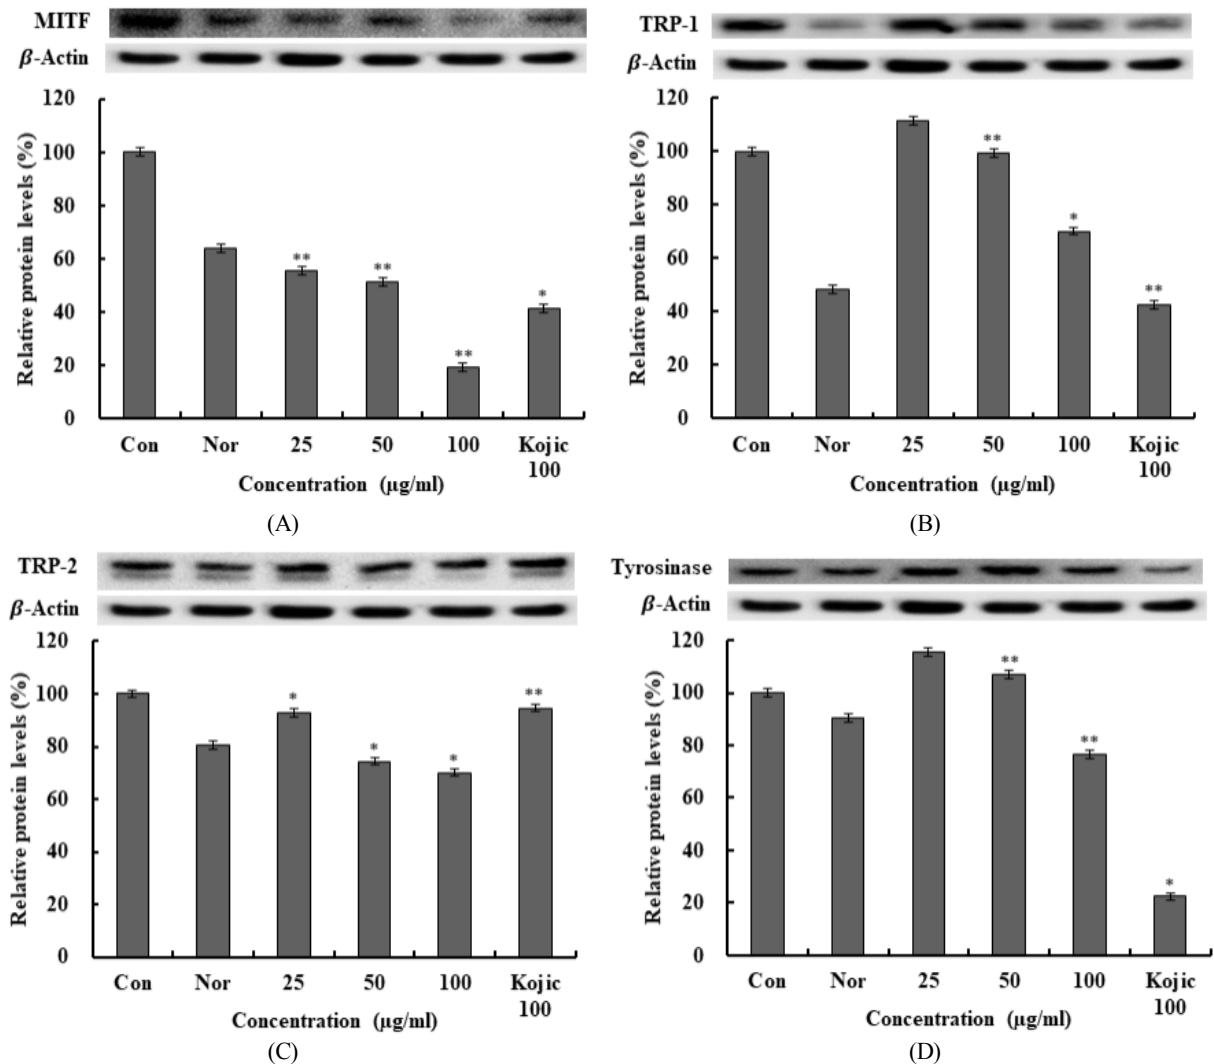 MITF
β-Actin
Relative protein levels (%)
120
100
80
60
40
20
0
**
**
**
*
Con Nor 25 50 100 Kojic
100
Concentration (µg/ml)
(A)
TRP-1
β-Actin
Relative protein levels (%)
120
100
80
60
40
20
0
**
*
**
Con Nor 25 50 100 Kojic
100
Concentration (µg/ml)
(B)
TRP-2
β-Actin
Relative protein levels (%)
120
100
80
60
40
20
0
*
*
*
**
Con Nor 25 50 100 Kojic
100
Concentration (µg/ml)
(C)
Tyrosinase
β-Actin
Relative protein levels (%)
120
100
80
60
40
20
0
**
**
*
Con Nor 25 50 100 Kojic
100
Concentration (µg/ml)
(D)